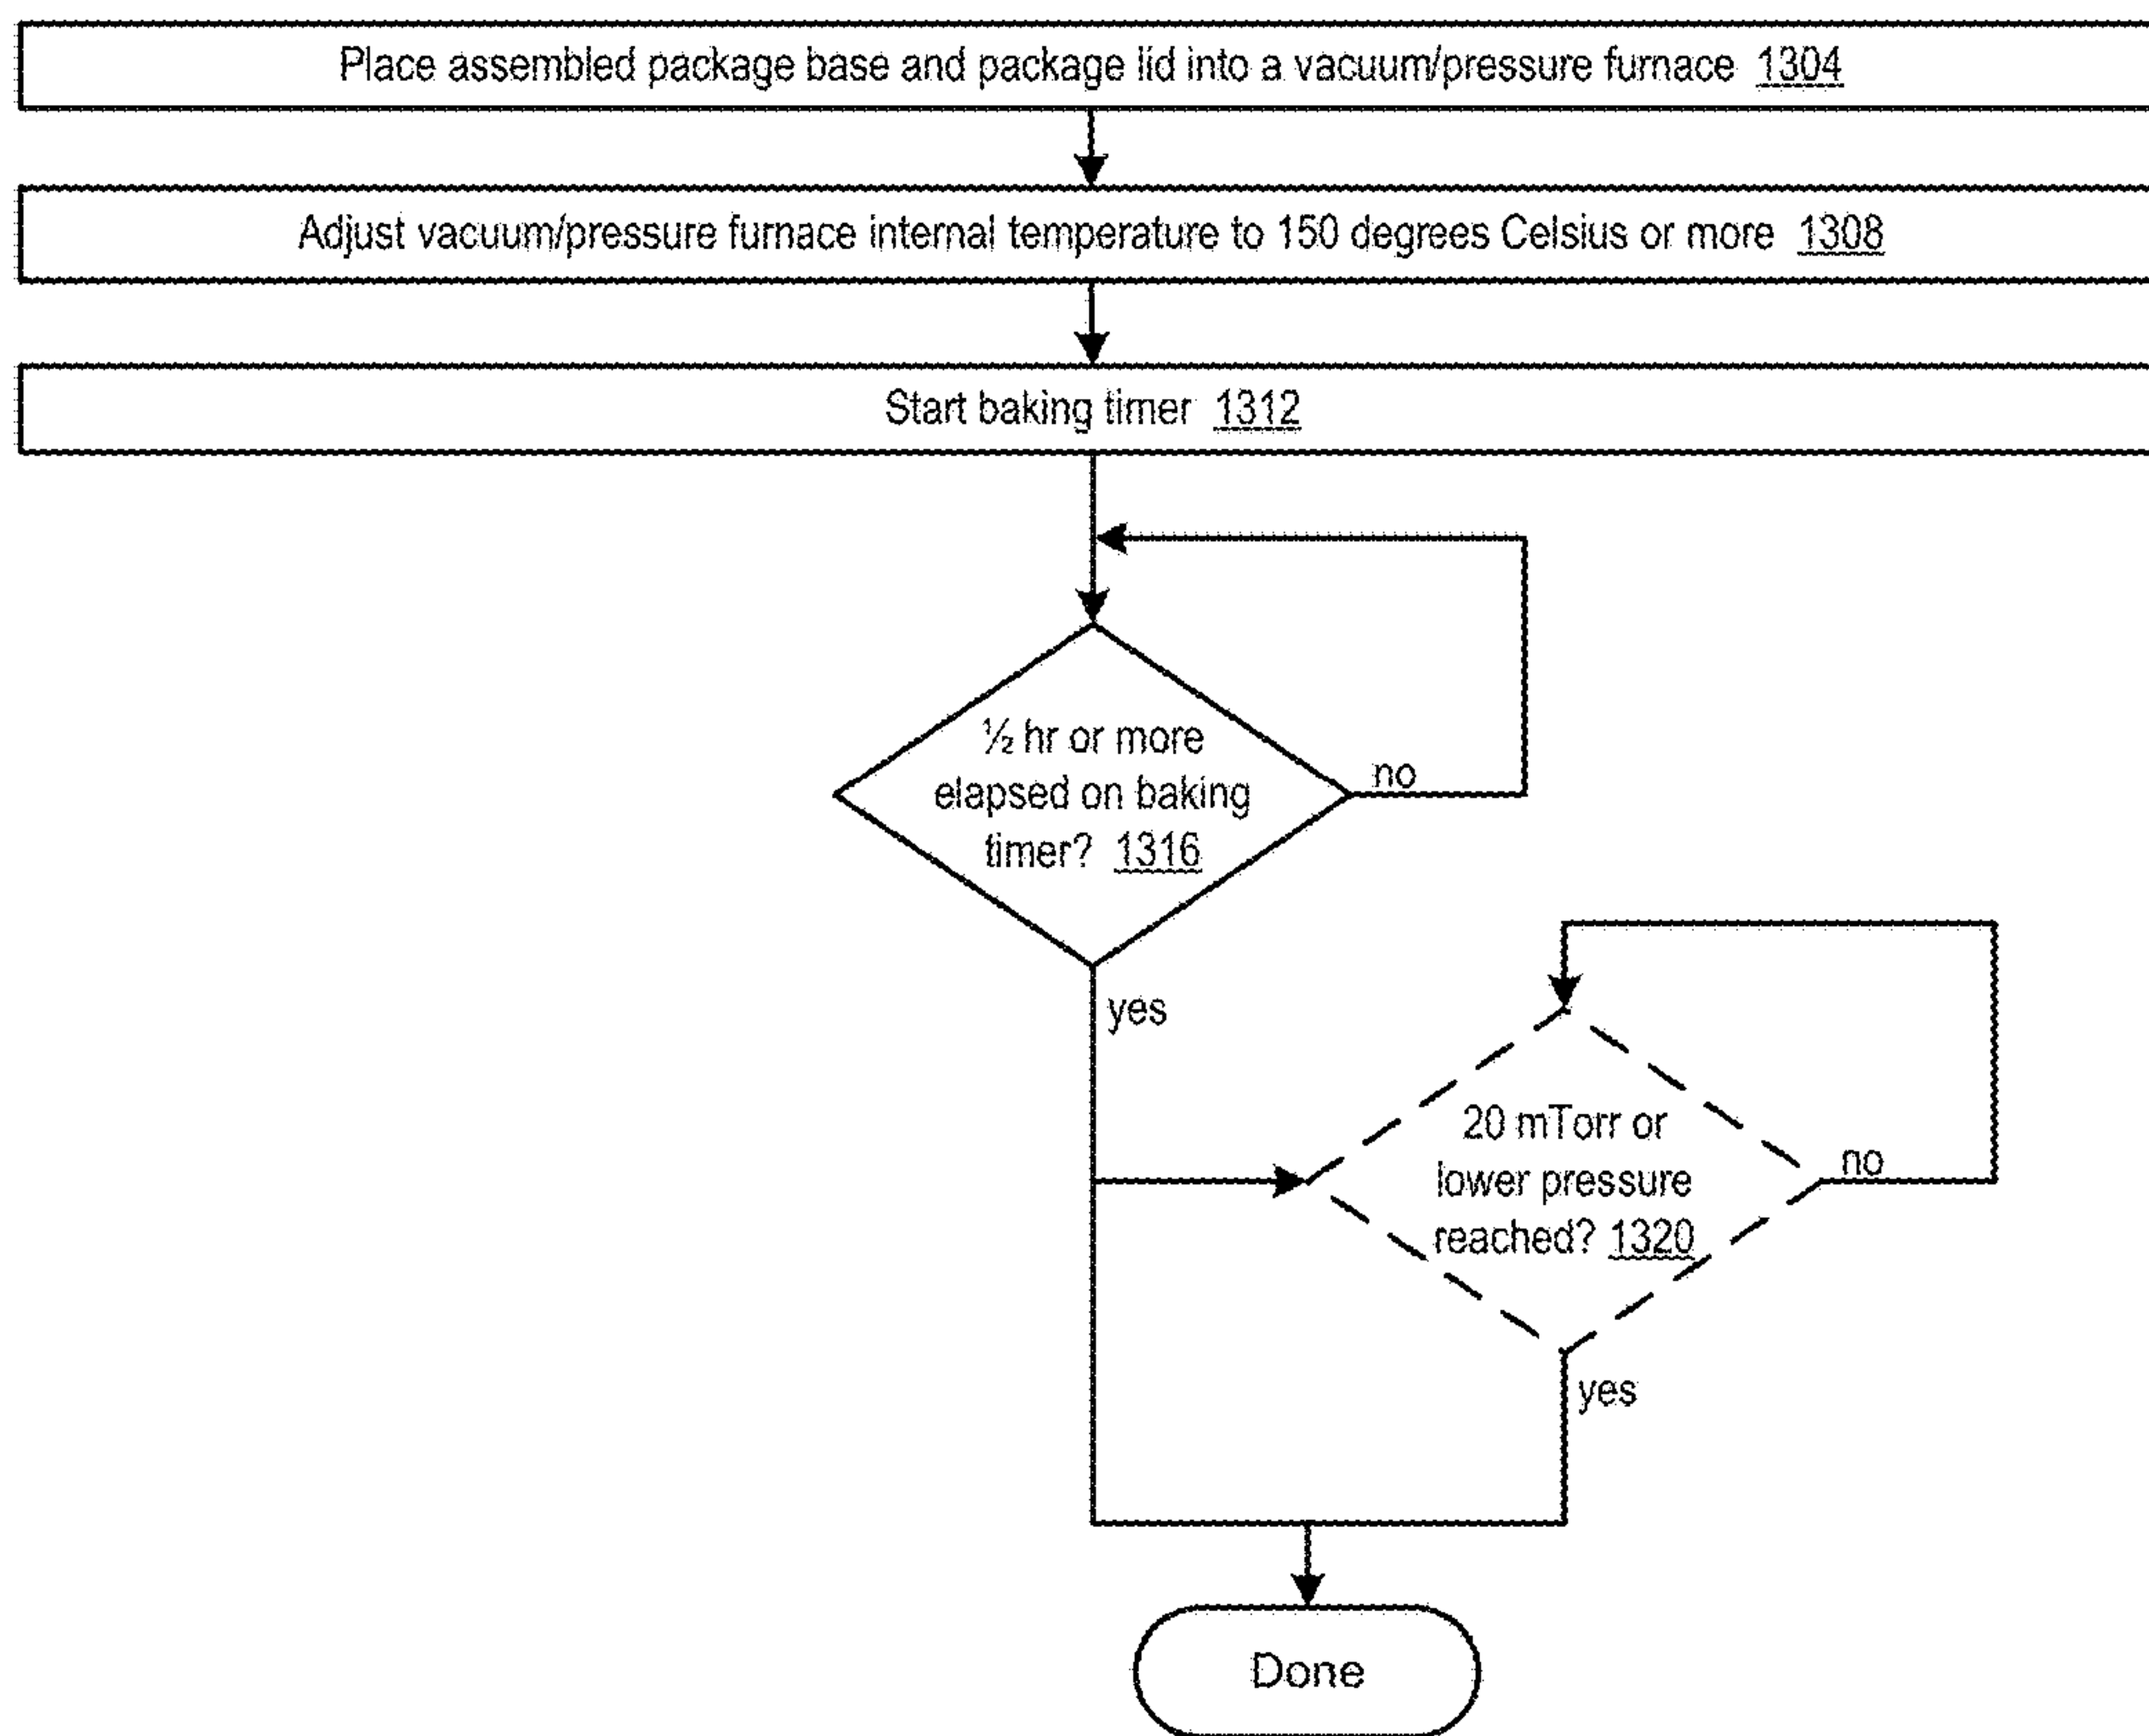 Place assembled package base and package lid into a vacuum/pressure furnace 1304
Adjust vacuum/pressure furnace internal temperature to 150 degrees Celsius or more 1308
Start baking timer 1312
½ hr or more
elapsed on baking
timer? 1316
no
yes
20 mTorr or
lower pressure
reached? 1320
no
yes
Done